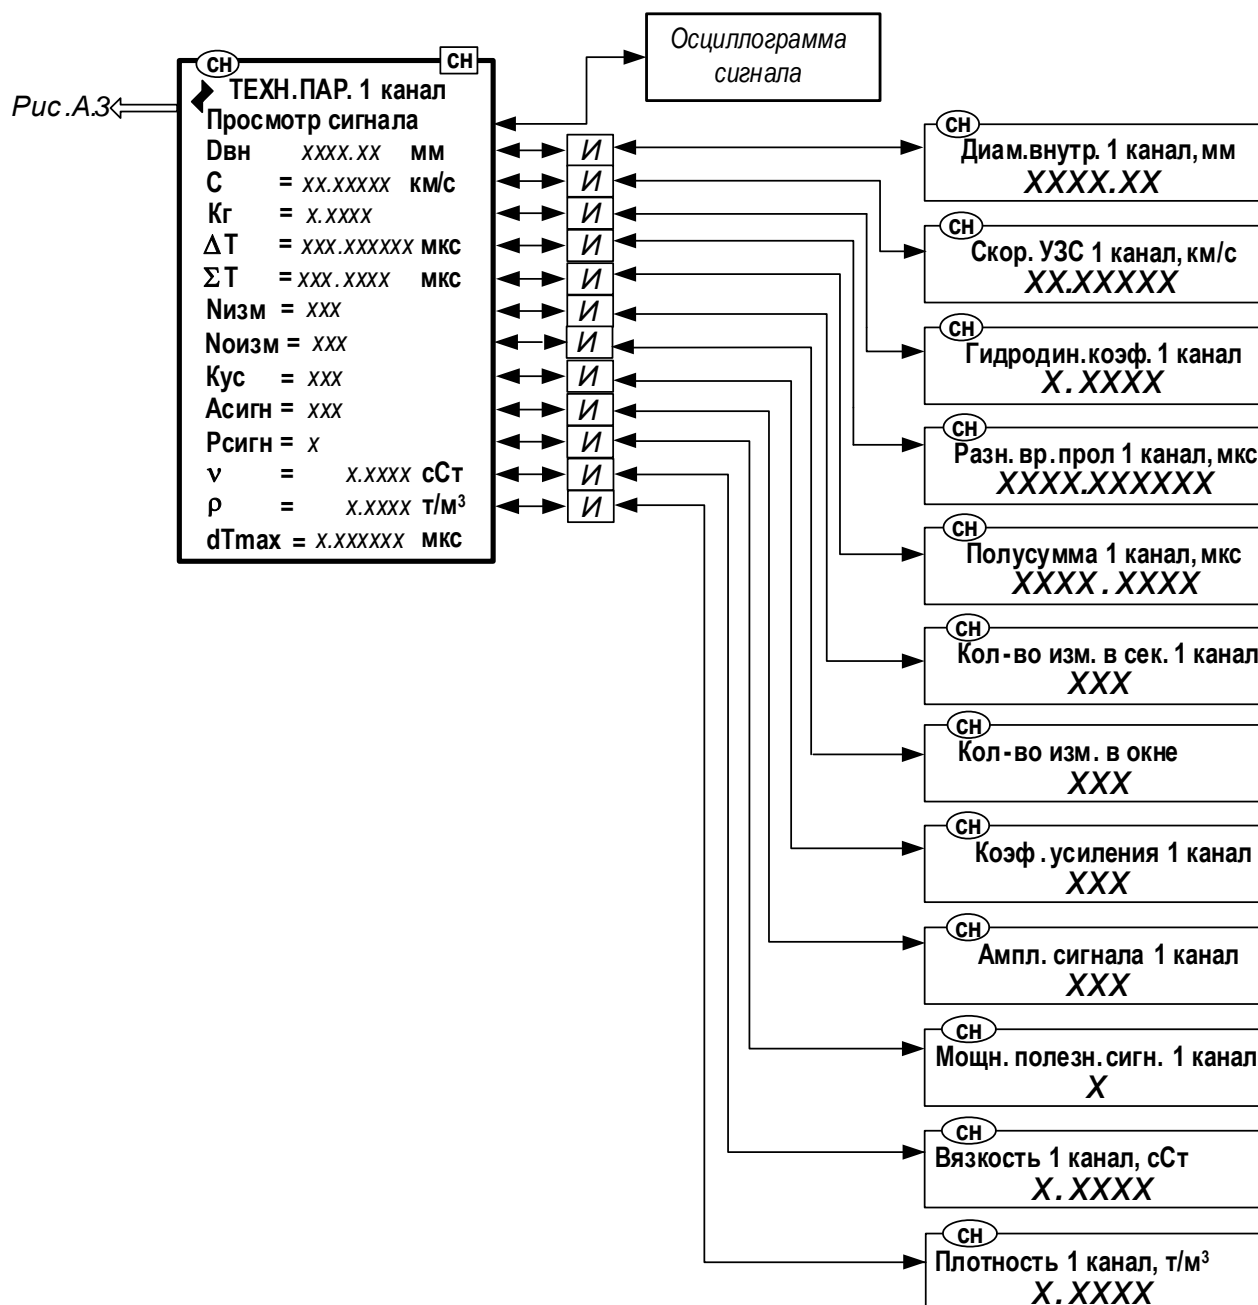 Осциллограмма
сигнала
Рис.А.3
СН
СН
ТЕХН.ПАР. 1 канал
Просмотр сигнала
Dвн xxxx.xx мм
C = xx.xxxxx км/с
Кг = x.xxxx
ΔT = xxx.xxxxxx мкс
ΣT = xxx.xxxx мкс
Nизм = xxx
Nоизм = xxx
Кус = xxx
Асигн = xxx
Рсигн = x
ν = x.xxxx сСт
ρ = x.xxxx т/м³
dTmax = x.xxxxxx мкс
И
И
И
И
И
И
И
И
И
И
И
И
СН
Диам.внутр. 1 канал, мм
XXXX.XX
СН
Скор. УЗС 1 канал, км/с
XX.XXXXX
СН
Гидродин.коэф. 1 канал
X.XXXX
СН
Разн. вр.прол 1 канал, мкс
XXXX.XXXXXX
СН
Полусумма 1 канал, мкс
XXXX.XXXX
СН
Кол-во изм. в сек. 1 канал
XXX
СН
Кол-во изм. в окне
XXX
СН
Коэф.усиления 1 канал
XXX
СН
Ампл. сигнала 1 канал
XXX
СН
Мощн. полезн.сигн. 1 канал
X
СН
Вязкость 1 канал, сСт
X.XXXX
СН
Плотность 1 канал, т/м³
X.XXXX